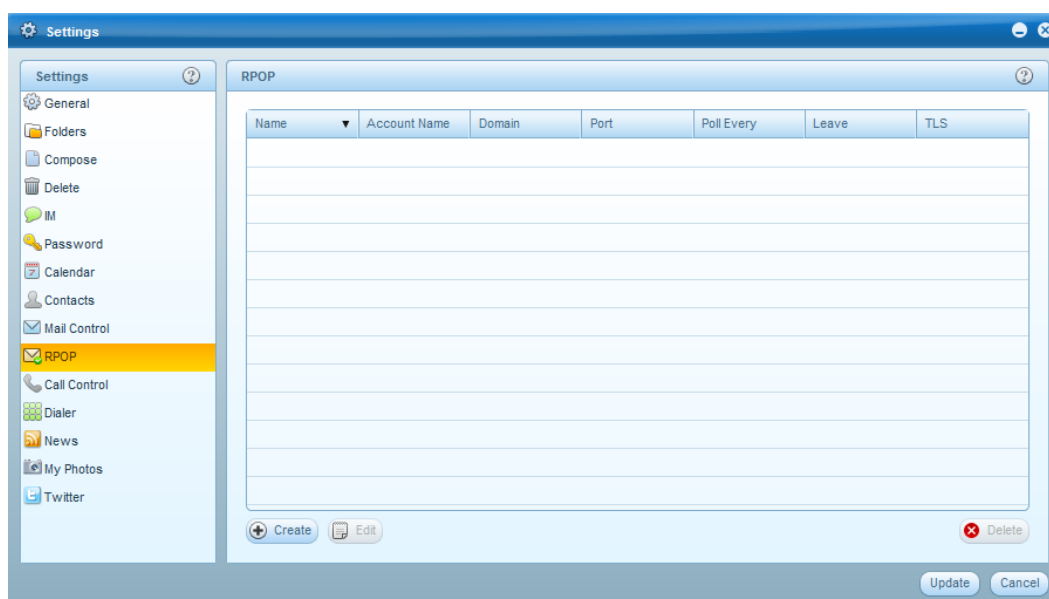 Settings
Settings
General
Folders
Compose
Delete
IM
Password
Calendar
Contacts
Mail Control
RPOP
Call Control
Dialer
News
My Photos
Twitter
RPOP
Name Account Name Domain Port Poll Every Leave TLS
Create Edit Delete
Update Cancel